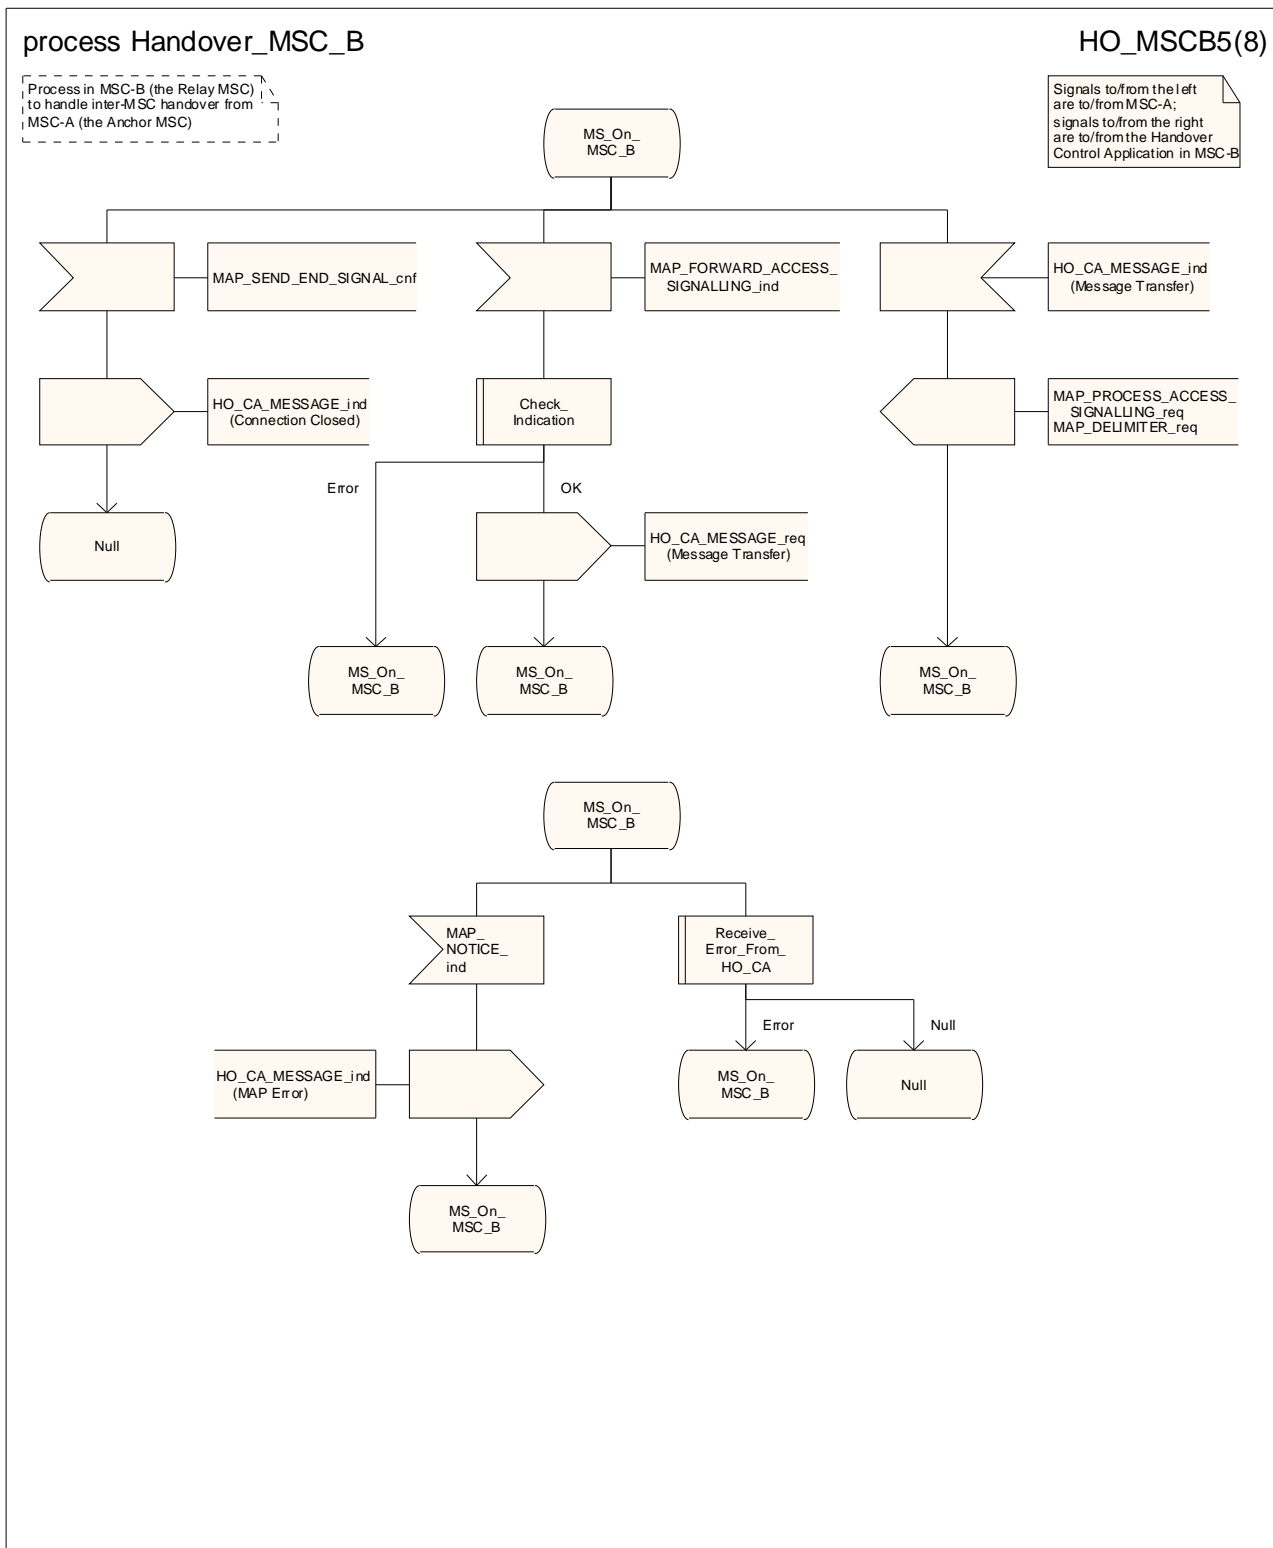 process Handover_MSC_B
HO_MSCB5(8)
Process in MSC-B (the Relay MSC)
to handle inter-MSC handover from
MSC-A (the Anchor MSC)
Signals to/from the left
are to/from MSC-A;
signals to/from the right
are to/from the Handover
Control Application in MSC-B
MS_On_
MSC_B
MAP_SEND_END_SIGNAL_cnf
MAP_FORWARD_ACCESS_
SIGNALLING_ind
HO_CA_MESSAGE_ind
(Message Transfer)
HO_CA_MESSAGE_ind
(Connection Closed)
Check_
Indication
MAP_PROCESS_ACCESS_
SIGNALLING_req
MAP_DELIMITER_req
Error
OK
Null
HO_CA_MESSAGE_req
(Message Transfer)
MS_On_
MSC_B
MS_On_
MSC_B
MS_On_
MSC_B
MS_On_
MSC_B
MAP_
NOTICE_
ind
Receive_
Error_From_
HO_CA
Error
Null
HO_CA_MESSAGE_ind
(MAP Error)
MS_On_
MSC_B
Null
MS_On_
MSC_B